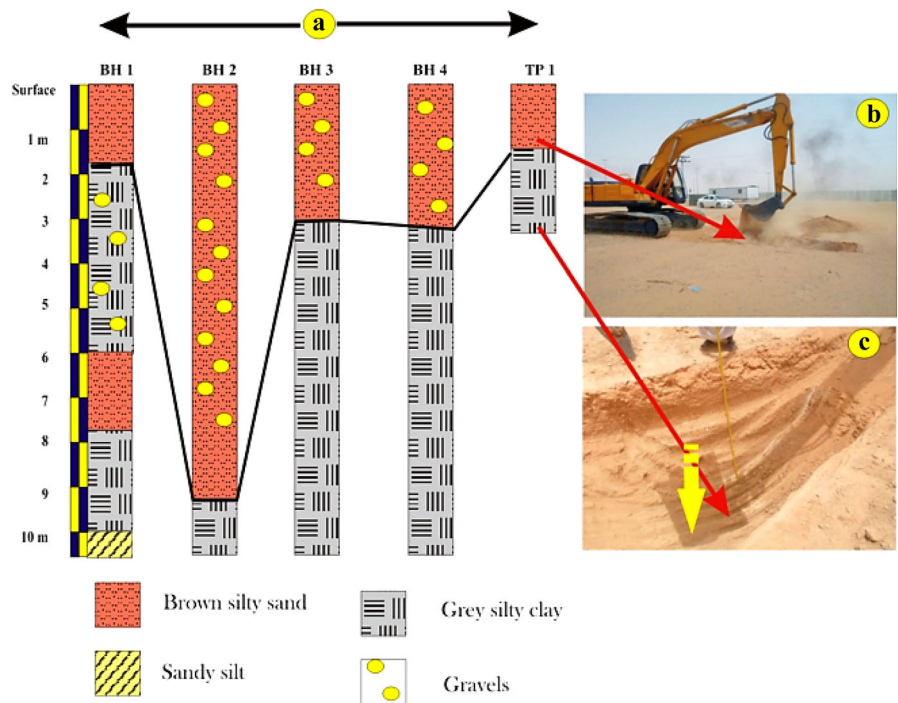 a
BH 1 BH 2 BH 3 BH 4 TP 1
Surface
b
1 m
2
3
4
5
c
6
7
8
9
10 m
Brown silty sand
Grey silty clay
Sandy silt
Gravels